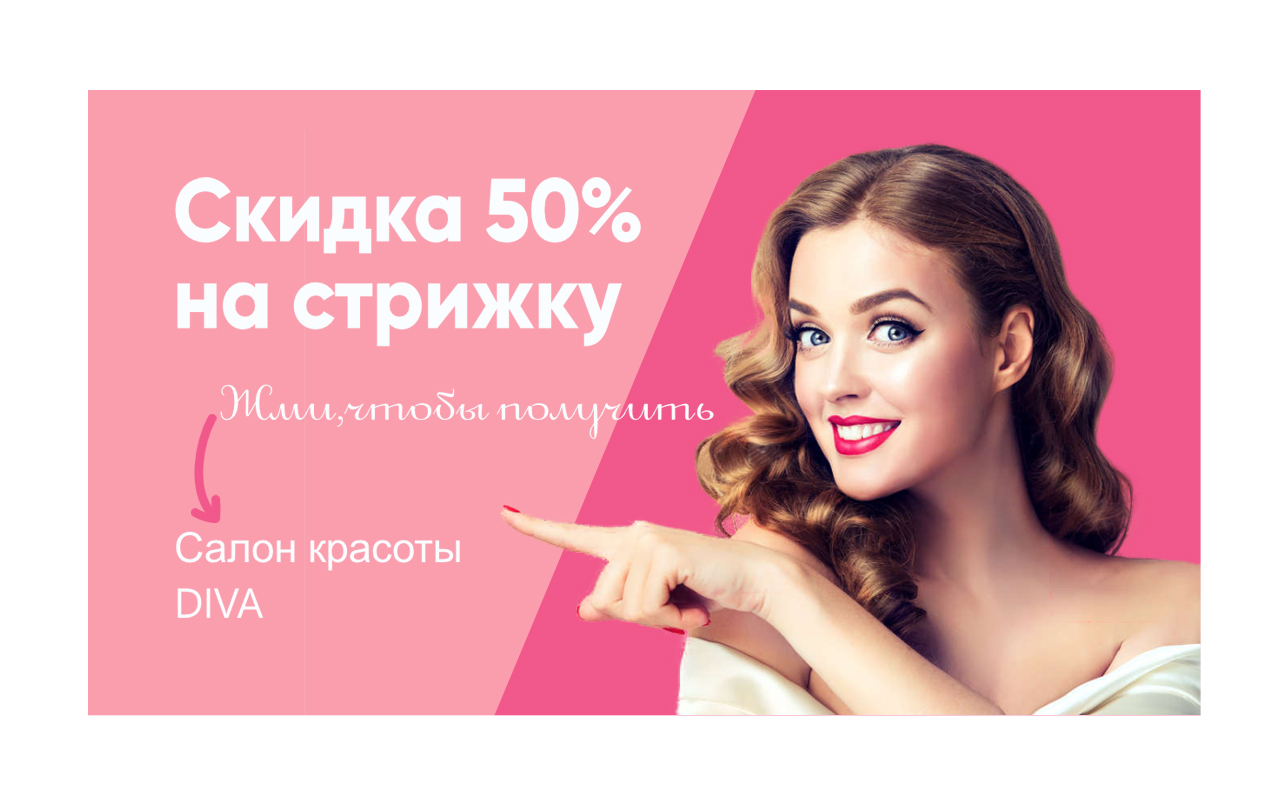 Скидка 50%
на стрижку
Жми,чтобы получить
Салон красоты
DIVA